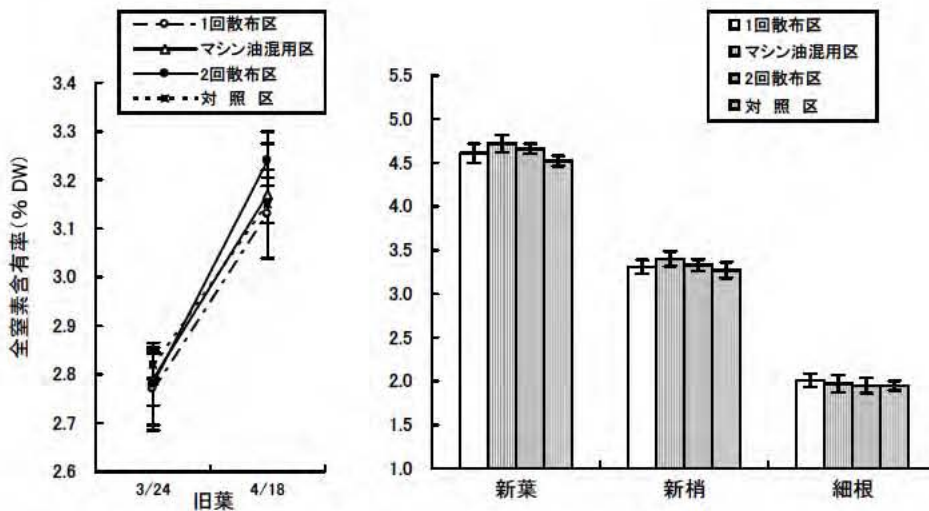 1回散布区
マシン油混用区
2回散布区
対 照 区
全窒素含有率(% DW)
3.4
3.3
3.2
3.1
3.0
2.9
2.8
2.7
2.6
3/24
4/18
旧葉
1回散布区
マシン油混用区
2回散布区
対 照 区
5.5
5.0
4.5
4.0
3.5
3.0
2.5
2.0
1.5
1.0
新葉
新梢
細根